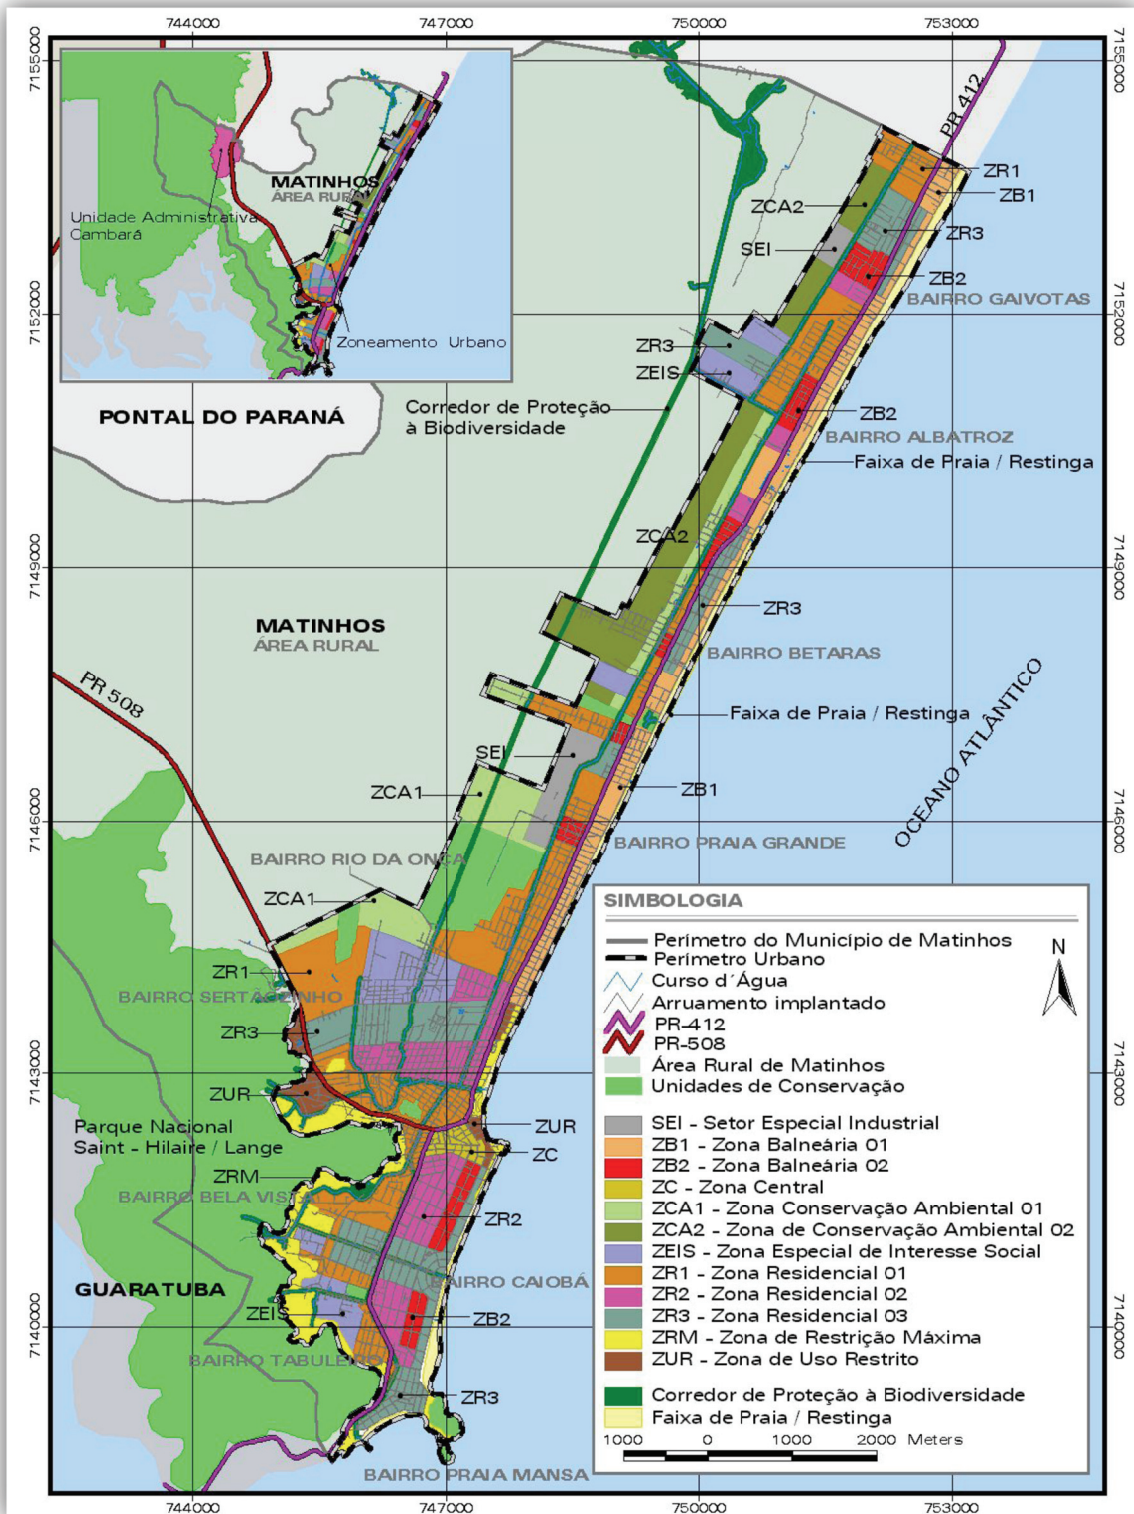 744000
747000
750000
753000
7155000
7155000
PR 412
MATINHOS
ÁREA RURAL
Unidade Administrativa
Cambará
Zoneamento Urbano
ZR1
ZB1
ZCA2
ZR3
SEI
ZB2
BAIRRO GAIVOTAS
7152000
7152000
ZR3
ZEIS
PONTAL DO PARANÁ
Corredor de Proteção
à Biodiversidade
ZB2
BAIRRO ALBATROZ
Faixa de Praia / Restinga
ZCA2
7149000
7149000
ZR3
MATINHOS
ÁREA RURAL
BAIRRO BETARAS
PR 508
Faixa de Praia / Restinga
OCEANO ATLÂNTICO
SEI
ZCA1
ZB1
7146000
7146000
BAIRRO PRAIA GRANDE
BAIRRO RIO DA ONÇA
ZCA1
ZR1
BAIRRO SERTÃOZINHO
ZR3
7143000
7143000
ZUR
Parque Nacional
Saint - Hilaire / Lange
ZUR
ZC
ZRM
BAIRRO BELA VISTA
ZR2
BAIRRO CAIOBÁ
GUARATUBA
ZEIS
ZB2
7140000
7140000
BAIRRO TABULEIRO
ZR3
BAIRRO PRAIA MANSA
SIMBOLOGIA
N
Perímetro do Município de Matinhos
Perímetro Urbano
Curso d´Água
Arruamento implantado
PR-412
PR-508
Área Rural de Matinhos
Unidades de Conservação
SEI - Setor Especial Industrial
ZB1 - Zona Balneária 01
ZB2 - Zona Balneária 02
ZC - Zona Central
ZCA1 - Zona Conservação Ambiental 01
ZCA2 - Zona de Conservação Ambiental 02
ZEIS - Zona Especial de Interesse Social
ZR1 - Zona Residencial 01
ZR2 - Zona Residencial 02
ZR3 - Zona Residencial 03
ZRM - Zona de Restrição Máxima
ZUR - Zona de Uso Restrito
Corredor de Proteção à Biodiversidade
Faixa de Praia / Restinga
1000 0 1000 2000 Meters
744000
747000
750000
753000